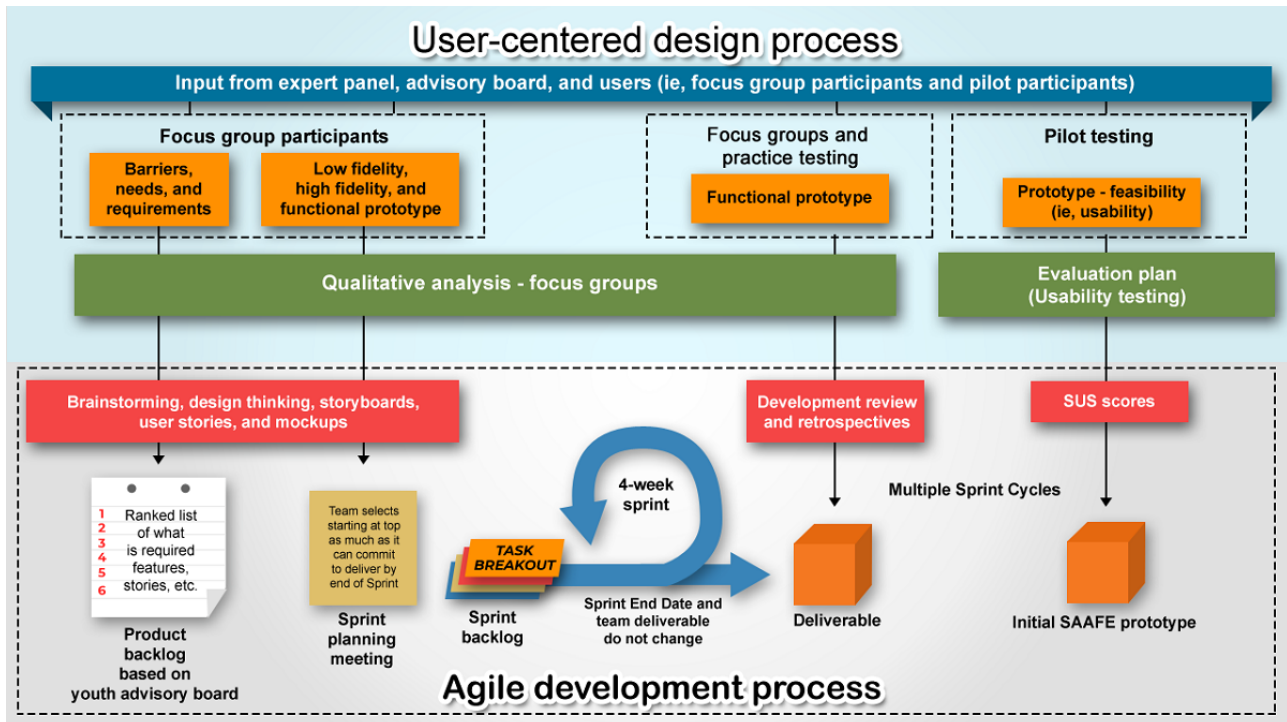 User-centered design process
Input from expert panel, advisory board, and users (ie, focus group participants and pilot participants)
Focus group participants
Barriers,
needs, and
requirements
Low fidelity,
high fidelity, and
functional prototype
Focus groups and
practice testing
Functional prototype
Pilot testing
Prototype - feasibility
(ie, usability)
Qualitative analysis - focus groups
Evaluation plan
(Usability testing)
Brainstorming, design thinking, storyboards,
user stories, and mockups
Development review
and retrospectives
SUS scores
1
2
3
4
5
6
Ranked list
of what
is required
features,
stories, etc.
Product
backlog
based on
youth advisory board
Team selects
starting at top
as much as it
can commit
to deliver by
end of Sprint
Sprint
planning
meeting
TASK
BREAKOUT
Sprint
backlog
4-week
sprint
Sprint End Date and
team deliverable
do not change
Multiple Sprint Cycles
Deliverable
Initial SAAFE prototype
Agile development process